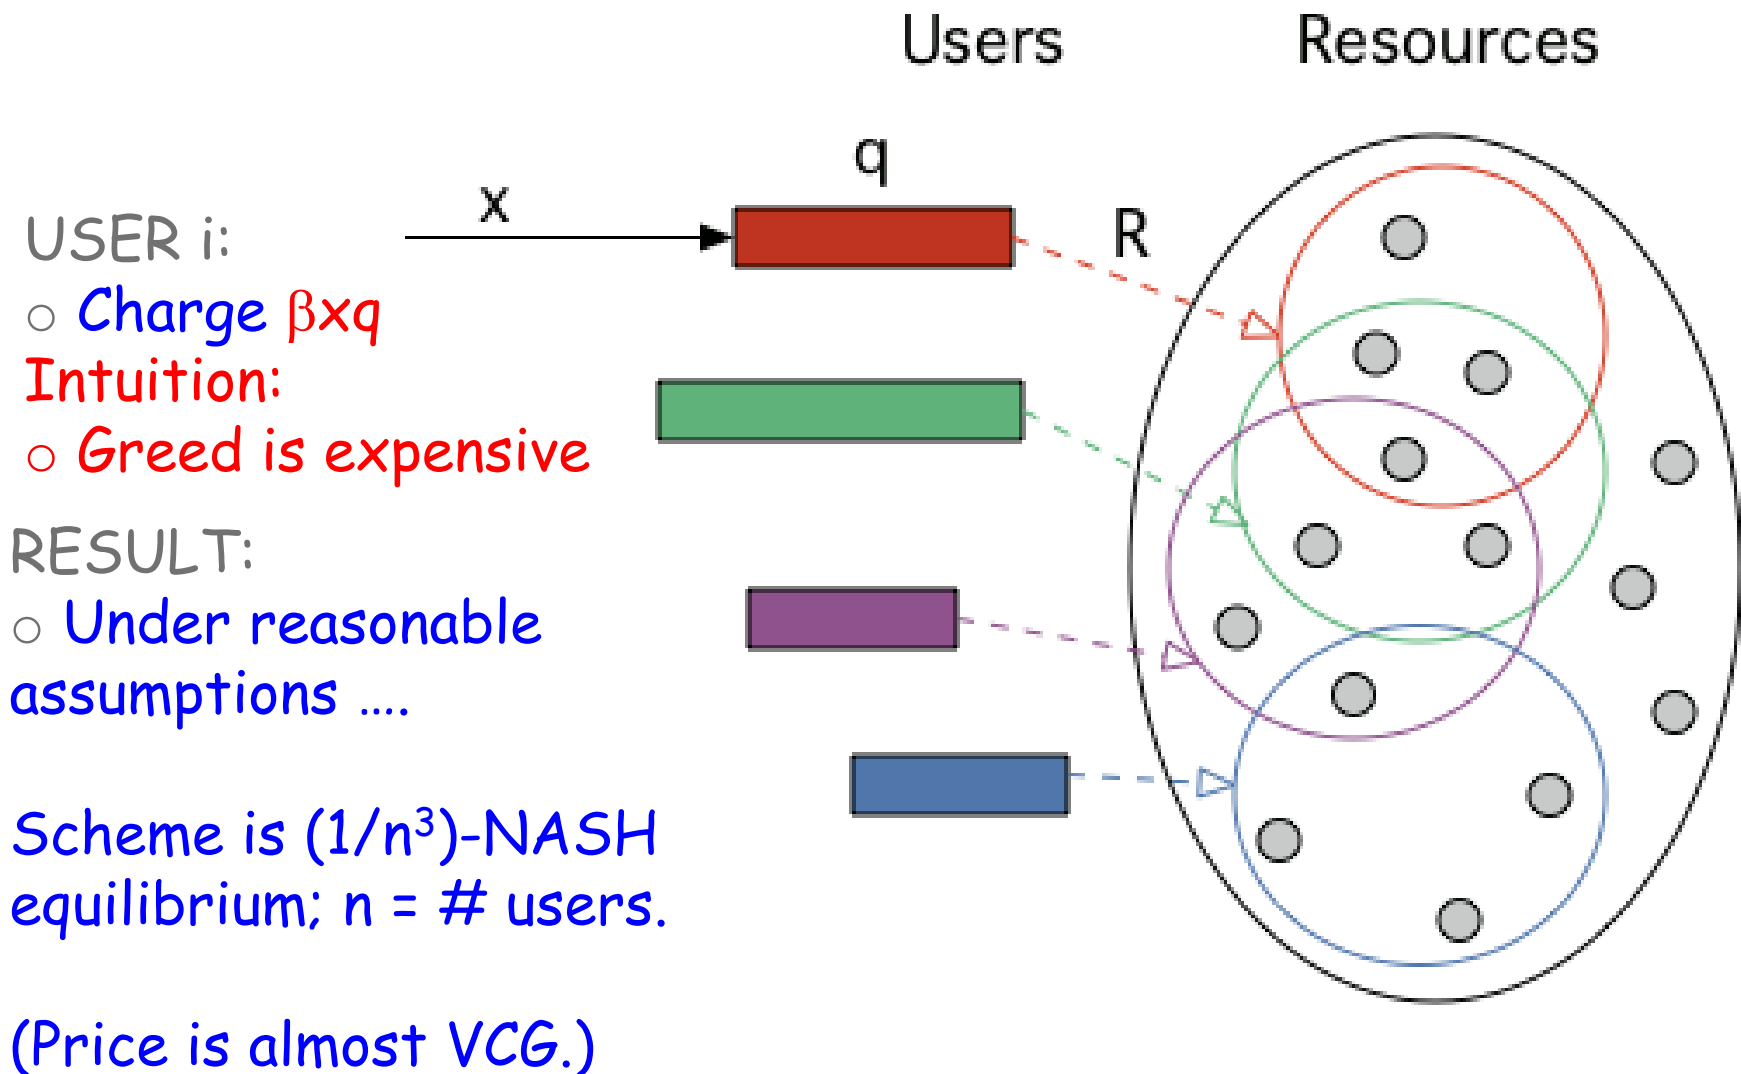 Users
Resources
q
x
R
USER i:
○ Charge βxq
Intuition:
○ Greed is expensive
RESULT:
○ Under reasonable
assumptions ....
Scheme is (1/n³)-NASH
equilibrium; n = # users.
(Price is almost VCG.)